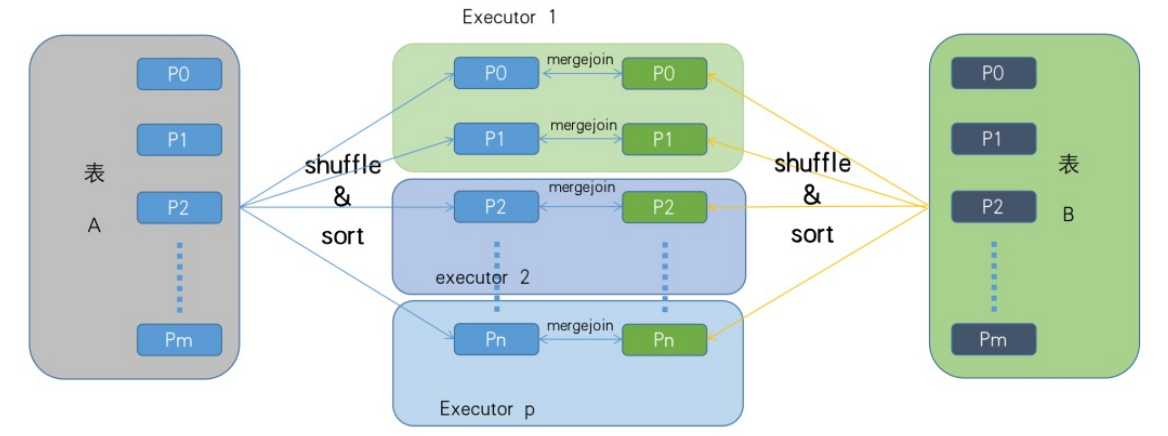 Executor 1
P0
P1
P2
Pm
表
A
shuffle
&
sort
P0
mergejoin
P0
P1
mergejoin
P1
P2
mergejoin
P2
executor 2
Pn
mergejoin
Pn
Executor p
shuffle
&
sort
P0
P1
P2
Pm
表
B